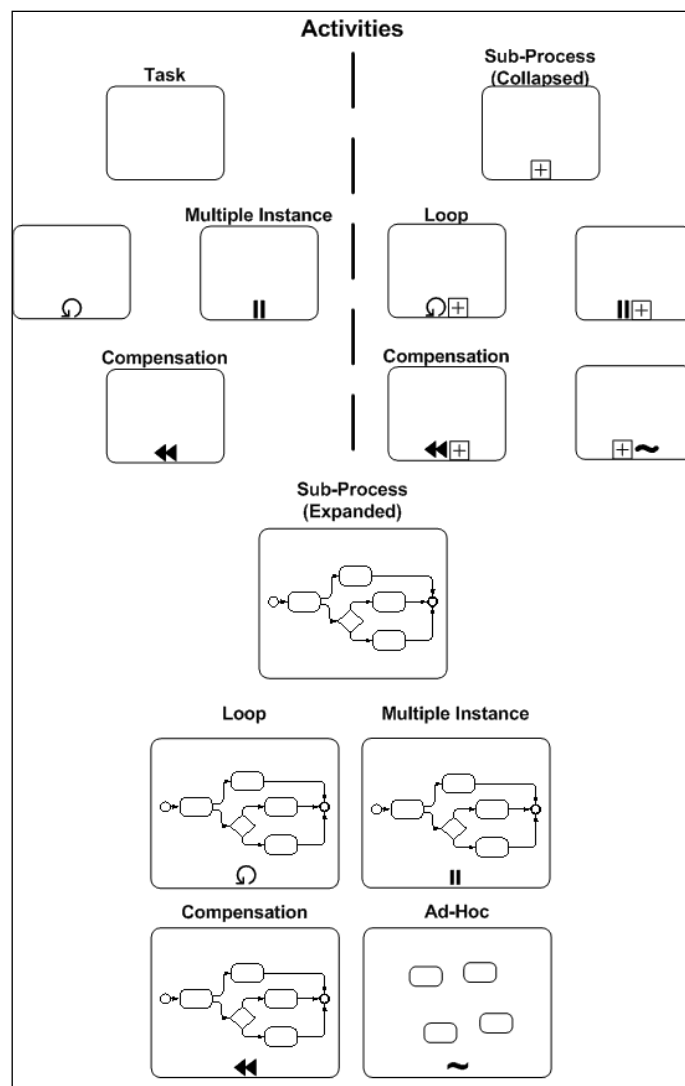 Activities
Task
Sub-Process
(Collapsed)
Multiple Instance
Loop
Compensation
Compensation
Sub-Process
(Expanded)
Loop
Multiple Instance
Compensation
Ad-Hoc